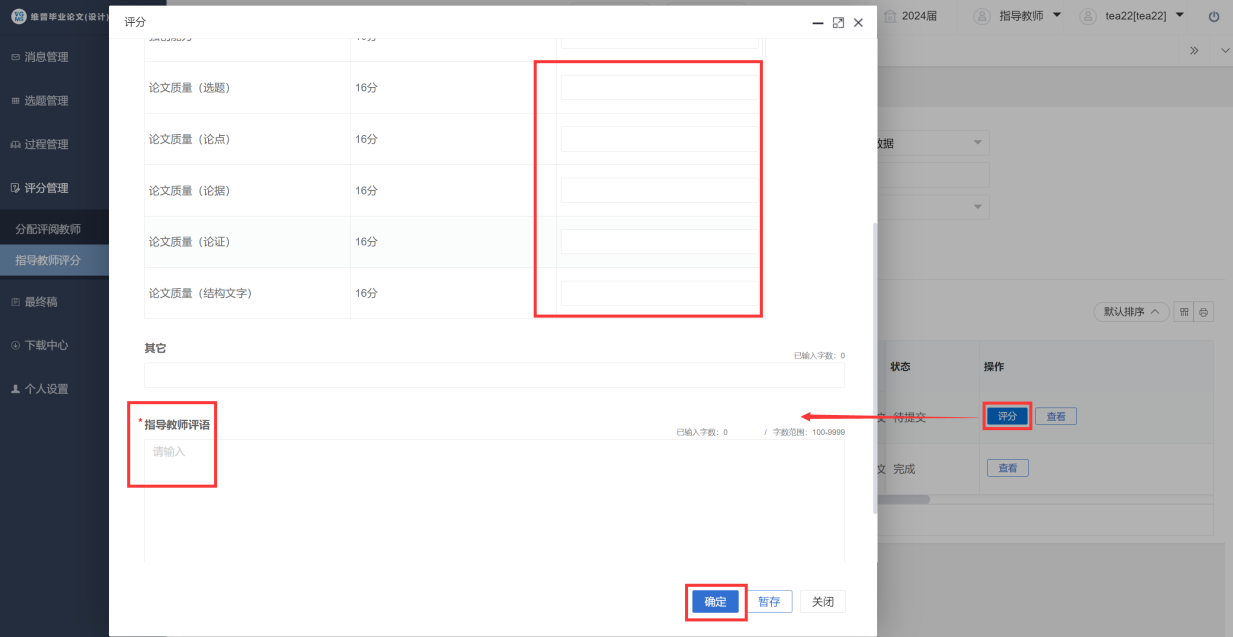 维普毕业论文(设计)
评分
2024届
指导教师
tea22[tea22]
消息管理
选题管理
过程管理
评分管理
分配评阅教师
指导教师评分
最终稿
下载中心
个人设置
论文质量（选题） 16分
论文质量（论点） 16分
论文质量（论据） 16分
论文质量（论证） 16分
论文质量（结构文字） 16分
其它
已输入字数：0
*指导教师评语
已输入字数：0 / 字数范围：100-9999
请输入
确定 暂存 关闭
数据
默认排序
状态 操作
文 待提交 评分 查看
文 完成 查看